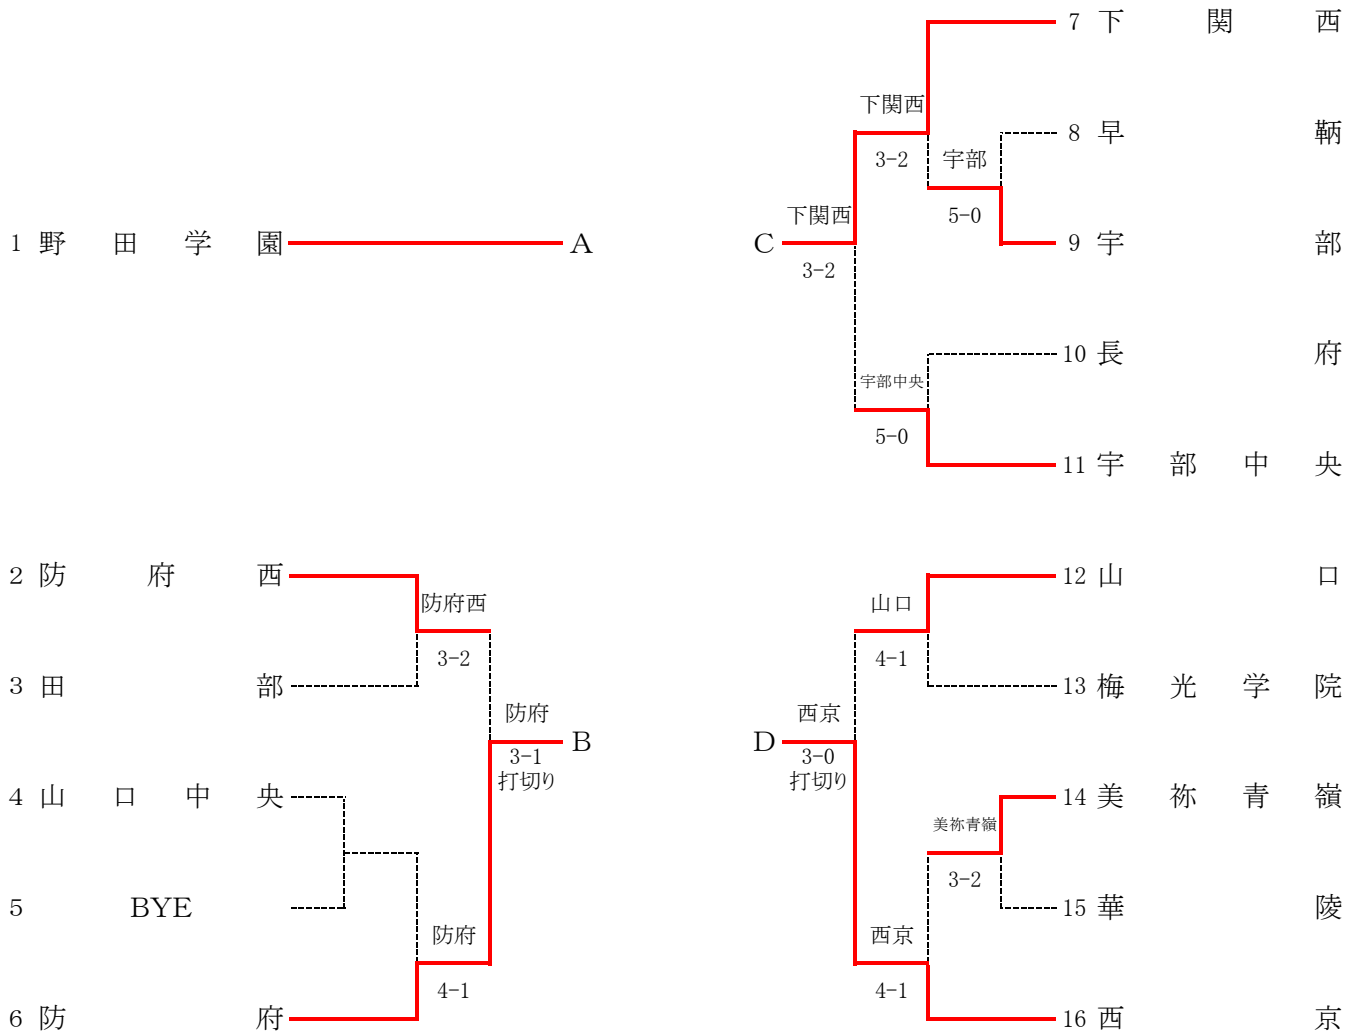 1 野田学園
A
2 防府西
防府西
3-2
3 田部
防府
B
3-1
打切り
4 山口中央
5 BYE
防府
4-1
6 防府
7 下関西
下関西
8 早鞆
3-2
宇部
下関西
5-0
C
9 宇部
3-2
10 長府
宇部中央
5-0
11 宇部中央
12 山口
山口
4-1
13 梅光学院
西京
D
3-0
打切り
14 美祢青嶺
美祢青嶺
3-2
15 華陵
西京
4-1
16 西京